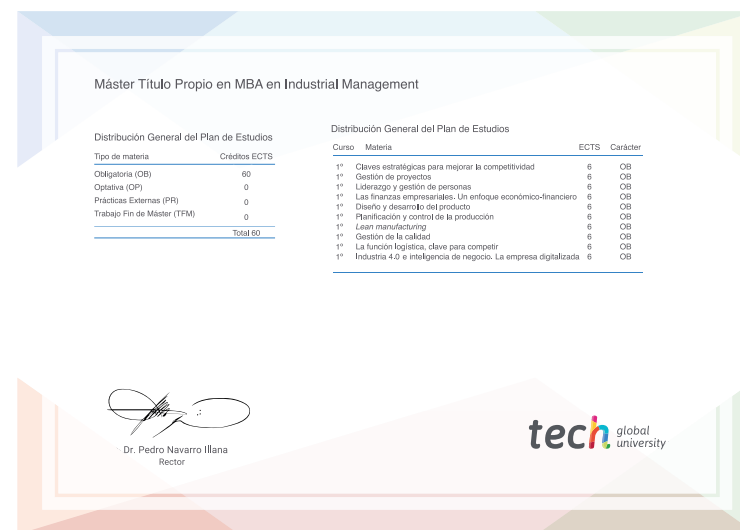 Máster Título Propio en MBA en Industrial Management
Distribución General del Plan de Estudios
Tipo de materia Créditos ECTS
Obligatoria (OB) 60
Optativa (OP) 0
Prácticas Externas (PR) 0
Trabajo Fin de Máster (TFM) 0
Total 60
Distribución General del Plan de Estudios
Curso Materia ECTS Carácter
1º Claves estratégicas para mejorar la competitividad 6 OB
1º Gestión de proyectos 6 OB
1º Liderazgo y gestión de personas 6 OB
1º Las finanzas empresariales. Un enfoque económico-financiero 6 OB
1º Diseño y desarrollo del producto 6 OB
1º Planificación y control de la producción 6 OB
1º Lean manufacturing 6 OB
1º Gestión de la calidad 6 OB
1º La función logística, clave para competir 6 OB
1º Industria 4.0 e inteligencia de negocio. La empresa digitalizada 6 OB
Dr. Pedro Navarro Illana
Rector
tech global university